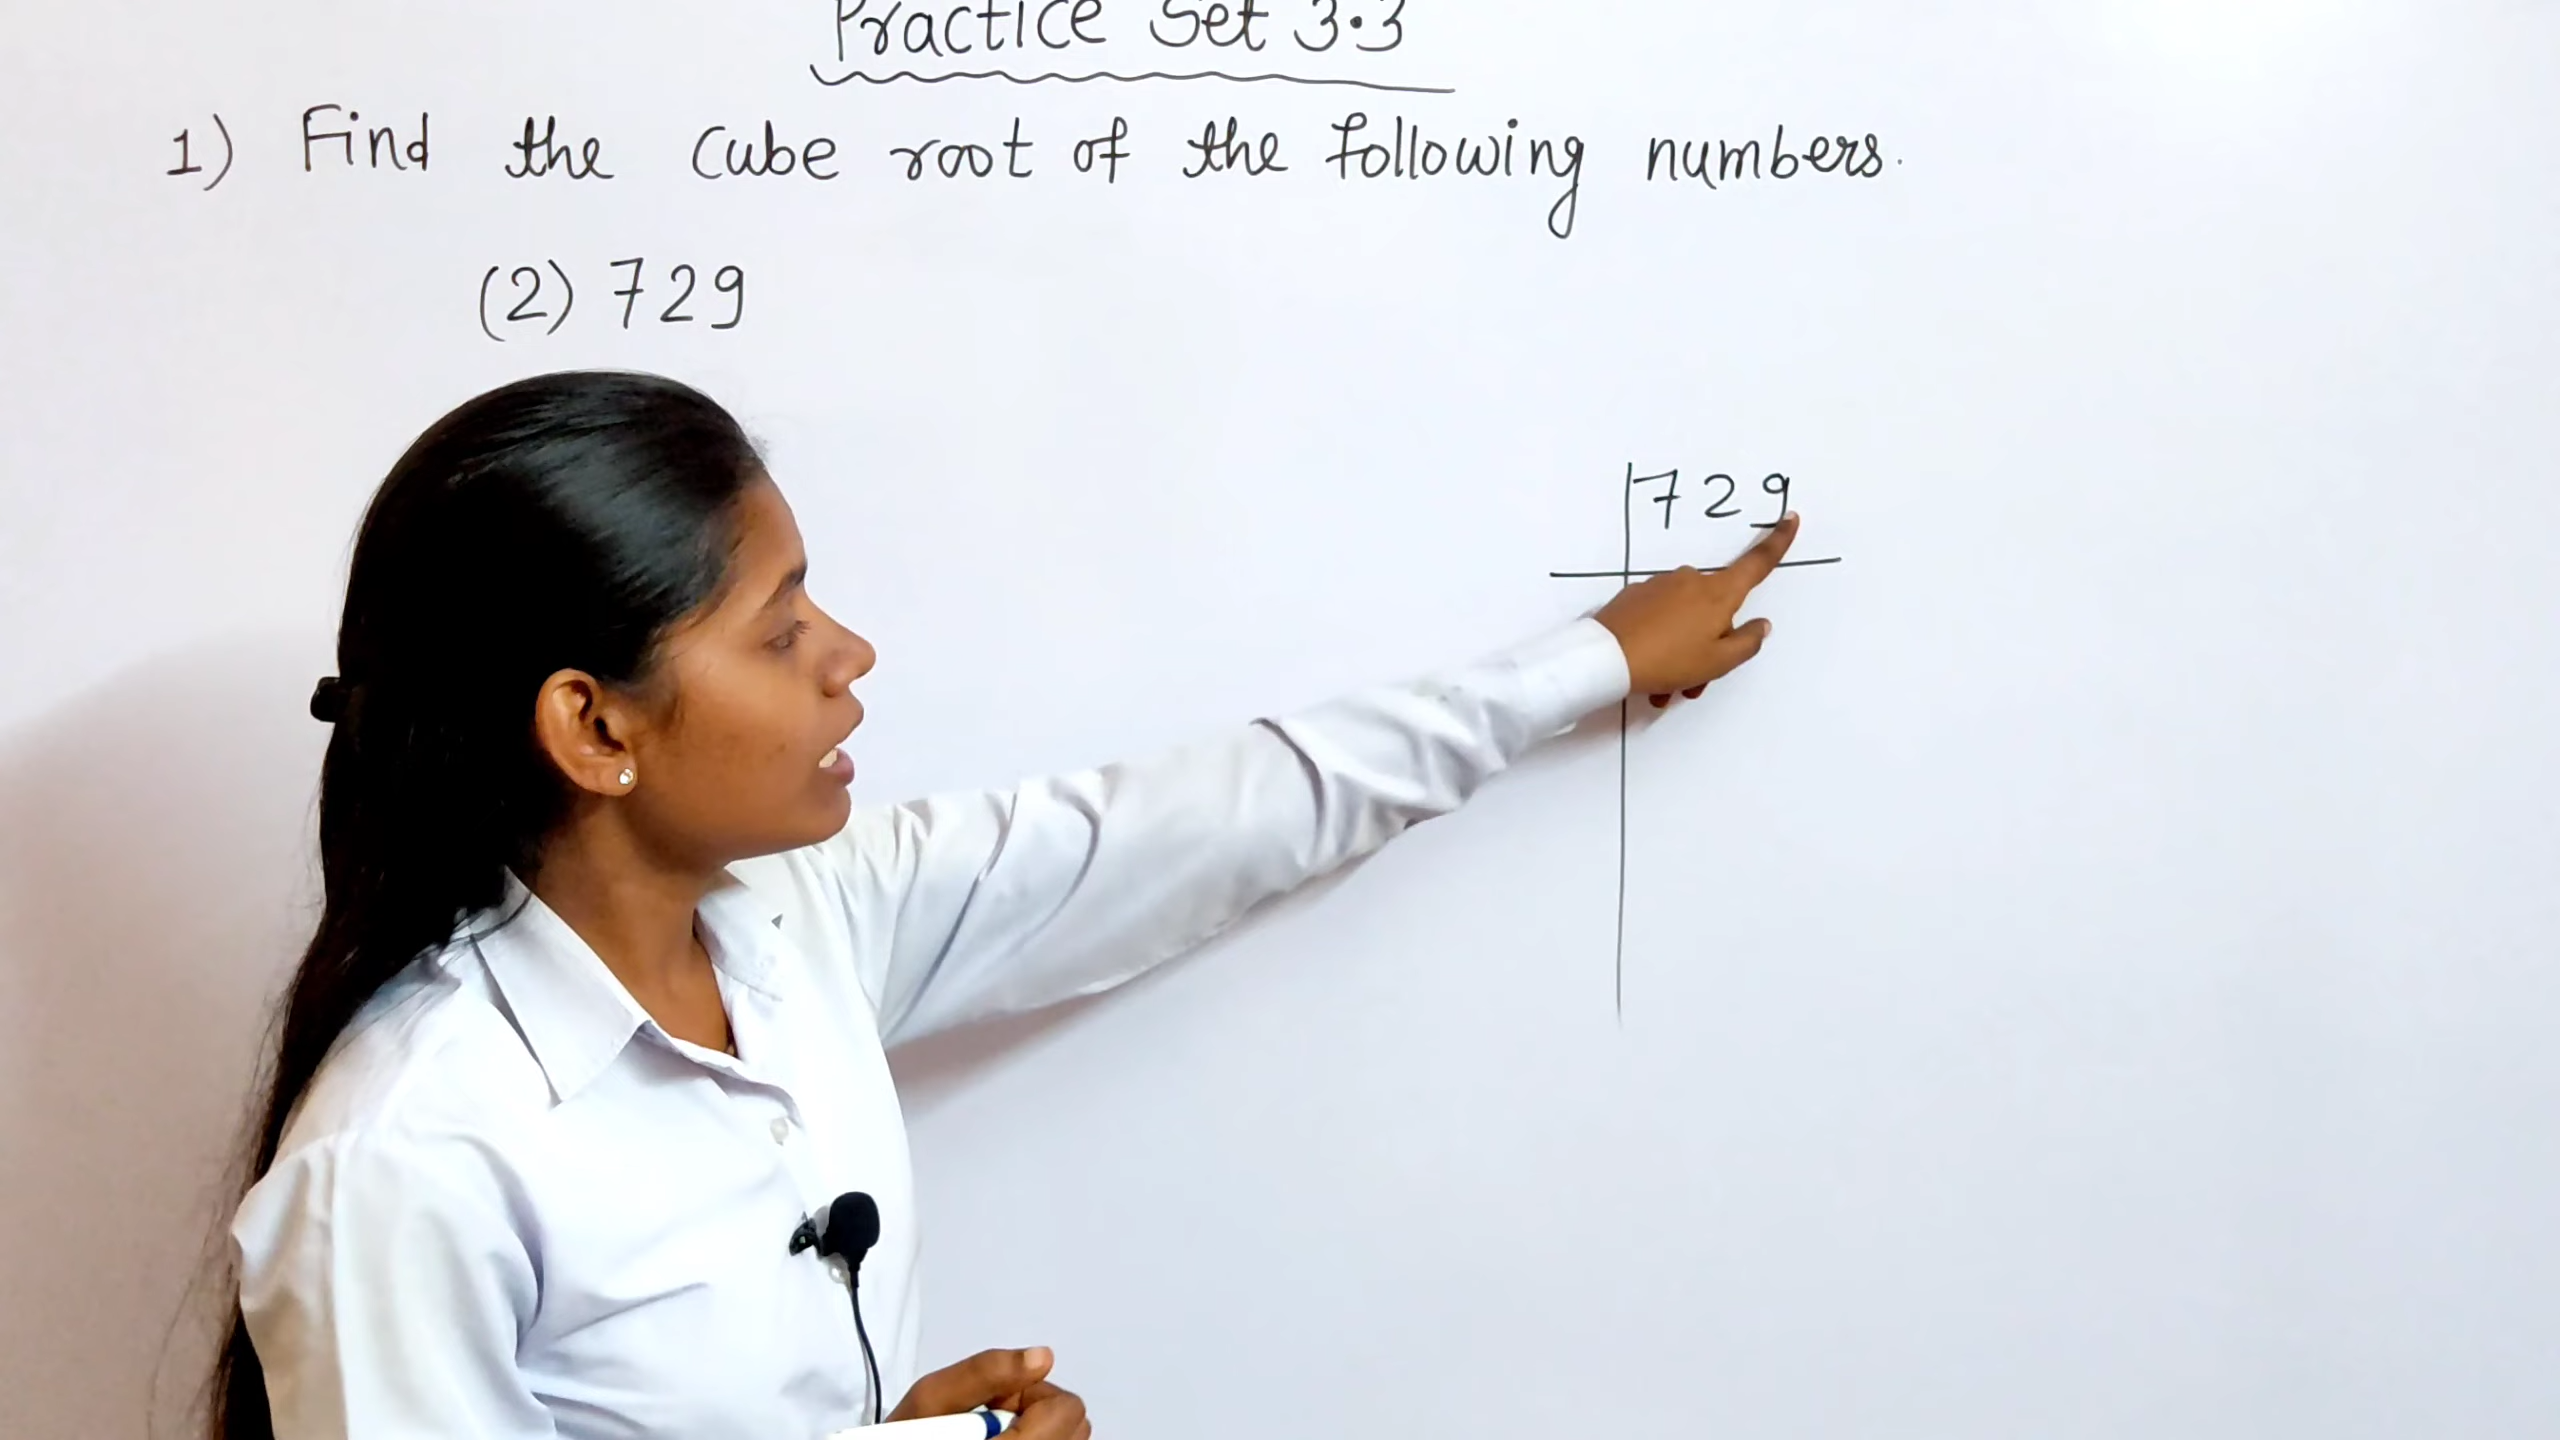 Practice Set 3.3
1) Find the cube root of the following numbers.
(2) 729
729